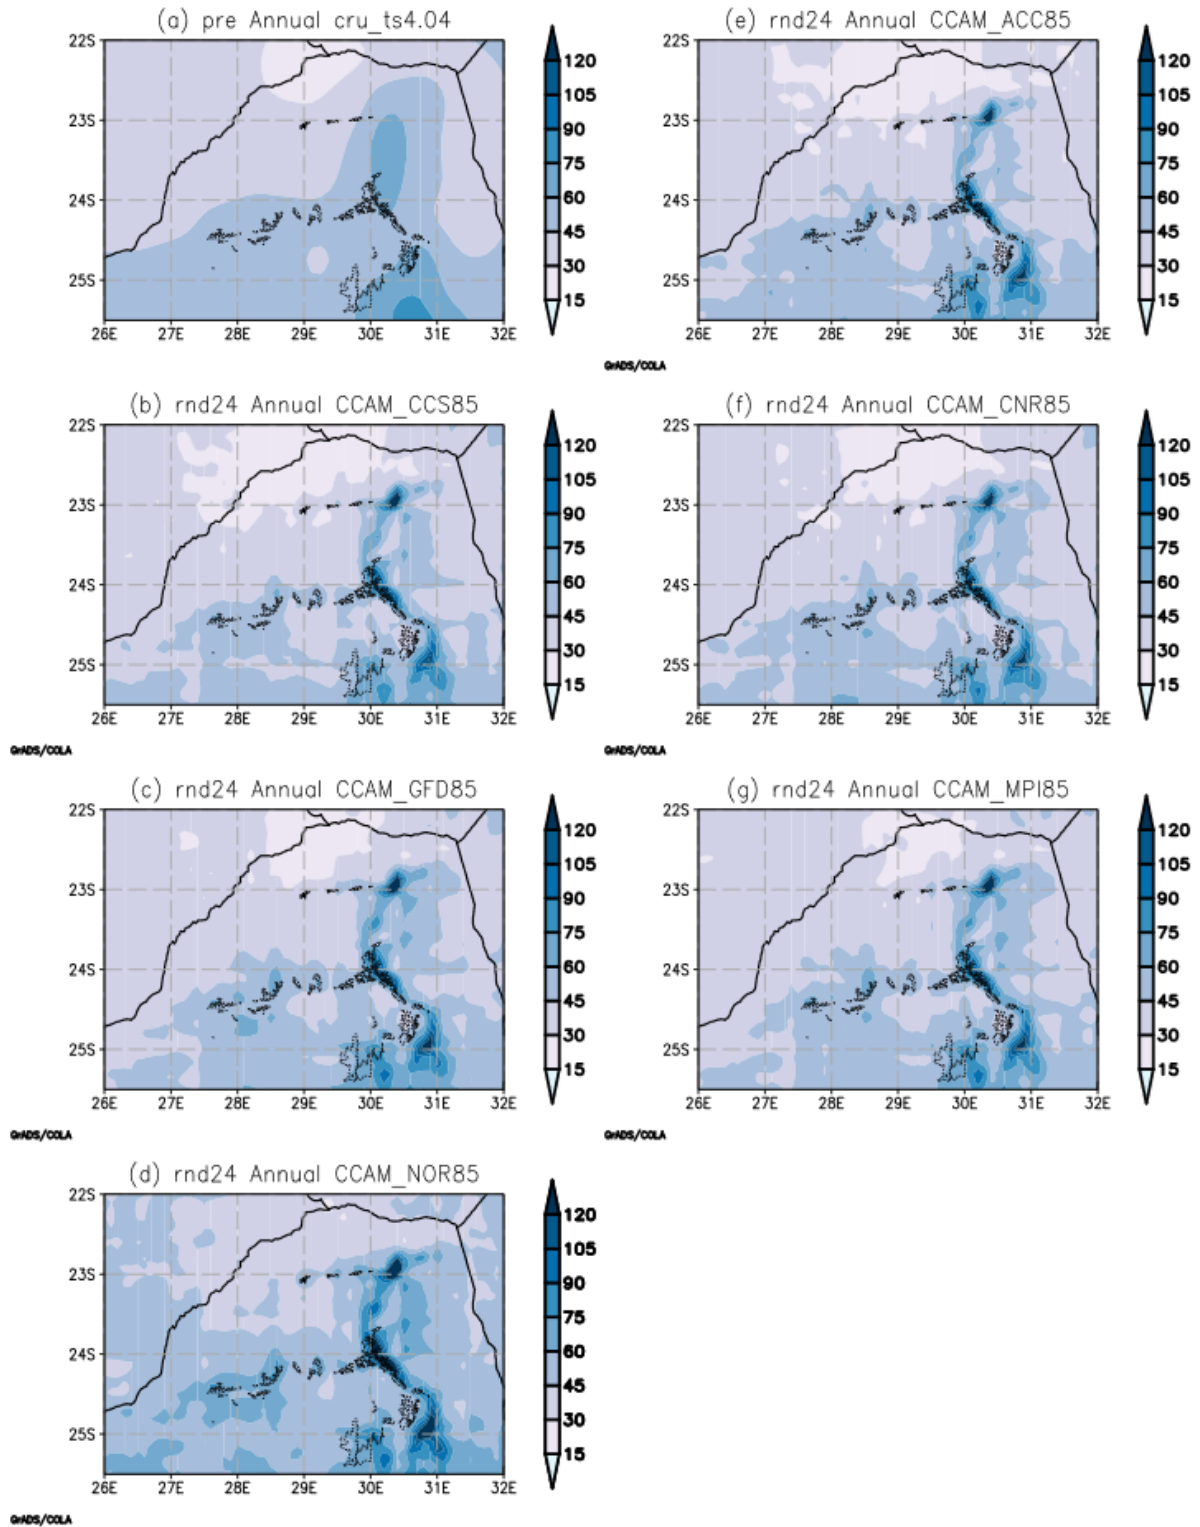 (a) pre Annual cru_ts4.04
22S
23S
24S
25S
26E 27E 28E 29E 30E 31E 32E
120
105
90
75
60
45
30
15
(e) rnd24 Annual CCAM_ACC85
22S
23S
24S
25S
26E 27E 28E 29E 30E 31E 32E
120
105
90
75
60
45
30
15
GrADS/COLA
(b) rnd24 Annual CCAM_CCS85
22S
23S
24S
25S
26E 27E 28E 29E 30E 31E 32E
120
105
90
75
60
45
30
15
GrADS/COLA
(f) rnd24 Annual CCAM_CNR85
22S
23S
24S
25S
26E 27E 28E 29E 30E 31E 32E
120
105
90
75
60
45
30
15
GrADS/COLA
(c) rnd24 Annual CCAM_GFD85
22S
23S
24S
25S
26E 27E 28E 29E 30E 31E 32E
120
105
90
75
60
45
30
15
GrADS/COLA
(g) rnd24 Annual CCAM_MPI85
22S
23S
24S
25S
26E 27E 28E 29E 30E 31E 32E
120
105
90
75
60
45
30
15
GrADS/COLA
(d) rnd24 Annual CCAM_NOR85
22S
23S
24S
25S
26E 27E 28E 29E 30E 31E 32E
120
105
90
75
60
45
30
15
GrADS/COLA